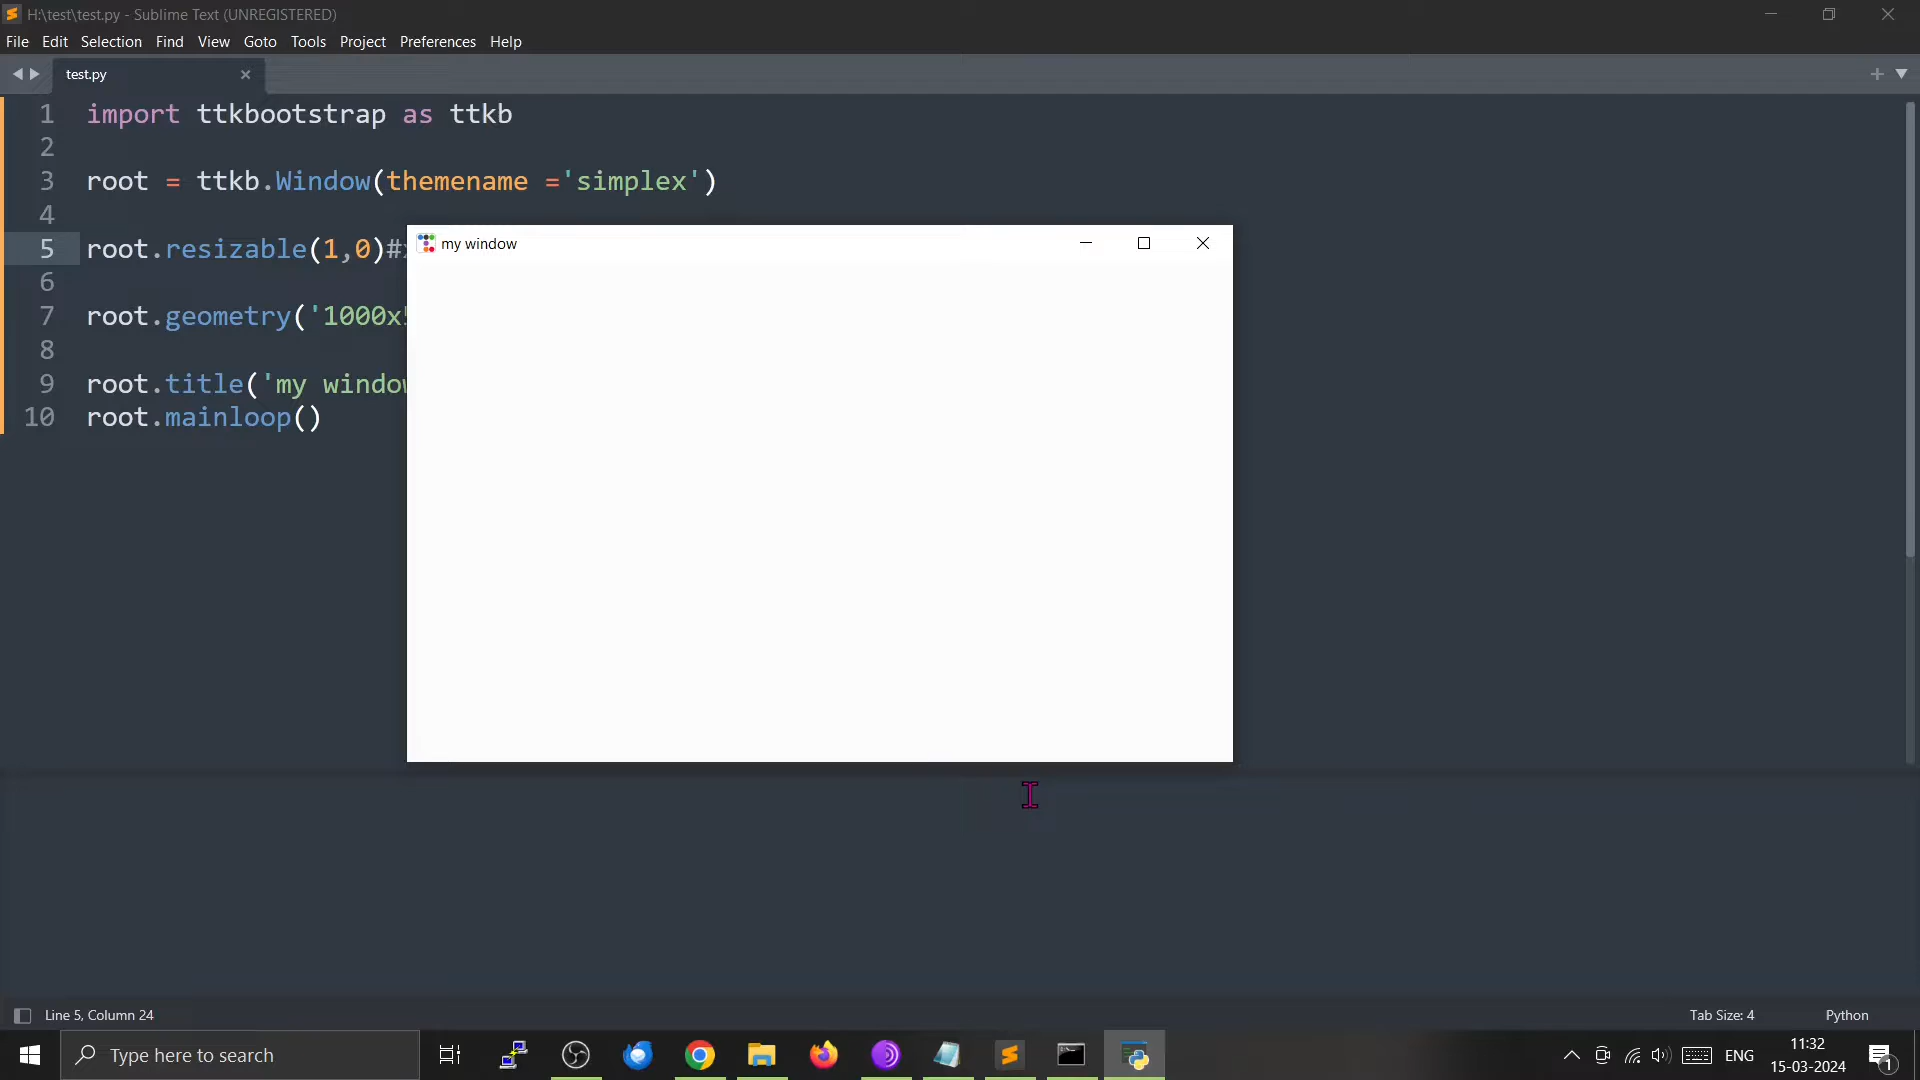 H:\test\test.py - Sublime Text (UNREGISTERED)
File Edit Selection Find View Goto Tools Project Preferences Help
test.py
1 import ttkbootstrap as ttkb
2
3 root = ttkb.Window(themename ='simplex')
4
5 root.resizable(1,0)#
6
7 root.geometry('1000x
8
9 root.title('my window
10 root.mainloop()
my window
Line 5, Column 24
Tab Size: 4
Python
Type here to search
ENG
11:32
15-03-2024
1